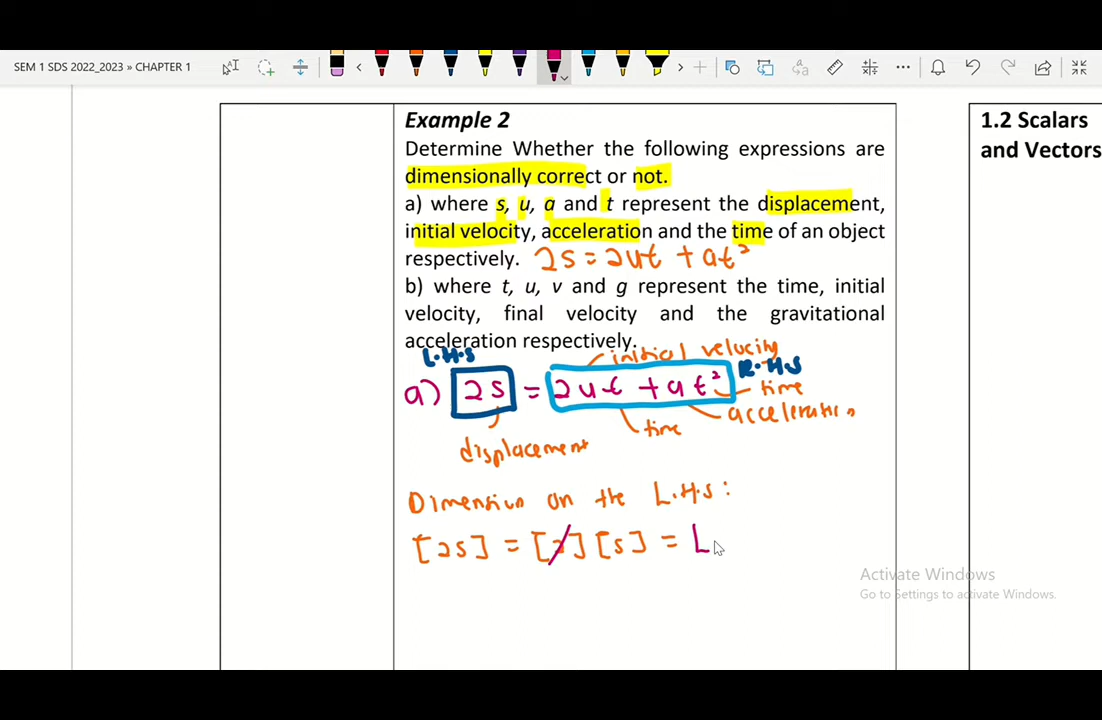 SEM 1 SDS 2022_2023 » CHAPTER 1
Example 2
Determine Whether the following expressions are
dimensionally correct or not.
a) where s, u, a and t represent the displacement,
initial velocity, acceleration and the time of an object
respectively. 2s = 2ut + at²
b) where t, u, v and g represent the time, initial
velocity, final velocity and the gravitational
acceleration respectively.
L.H.S
initial velocity
R.H.S
a) 2s = 2ut + at²
time
acceleration
time
displacement
Dimension on the L.H.S :
[2s] = [2][s] = L
1.2 Scalars
and Vectors
Activate Windows
Go to Settings to activate Windows.